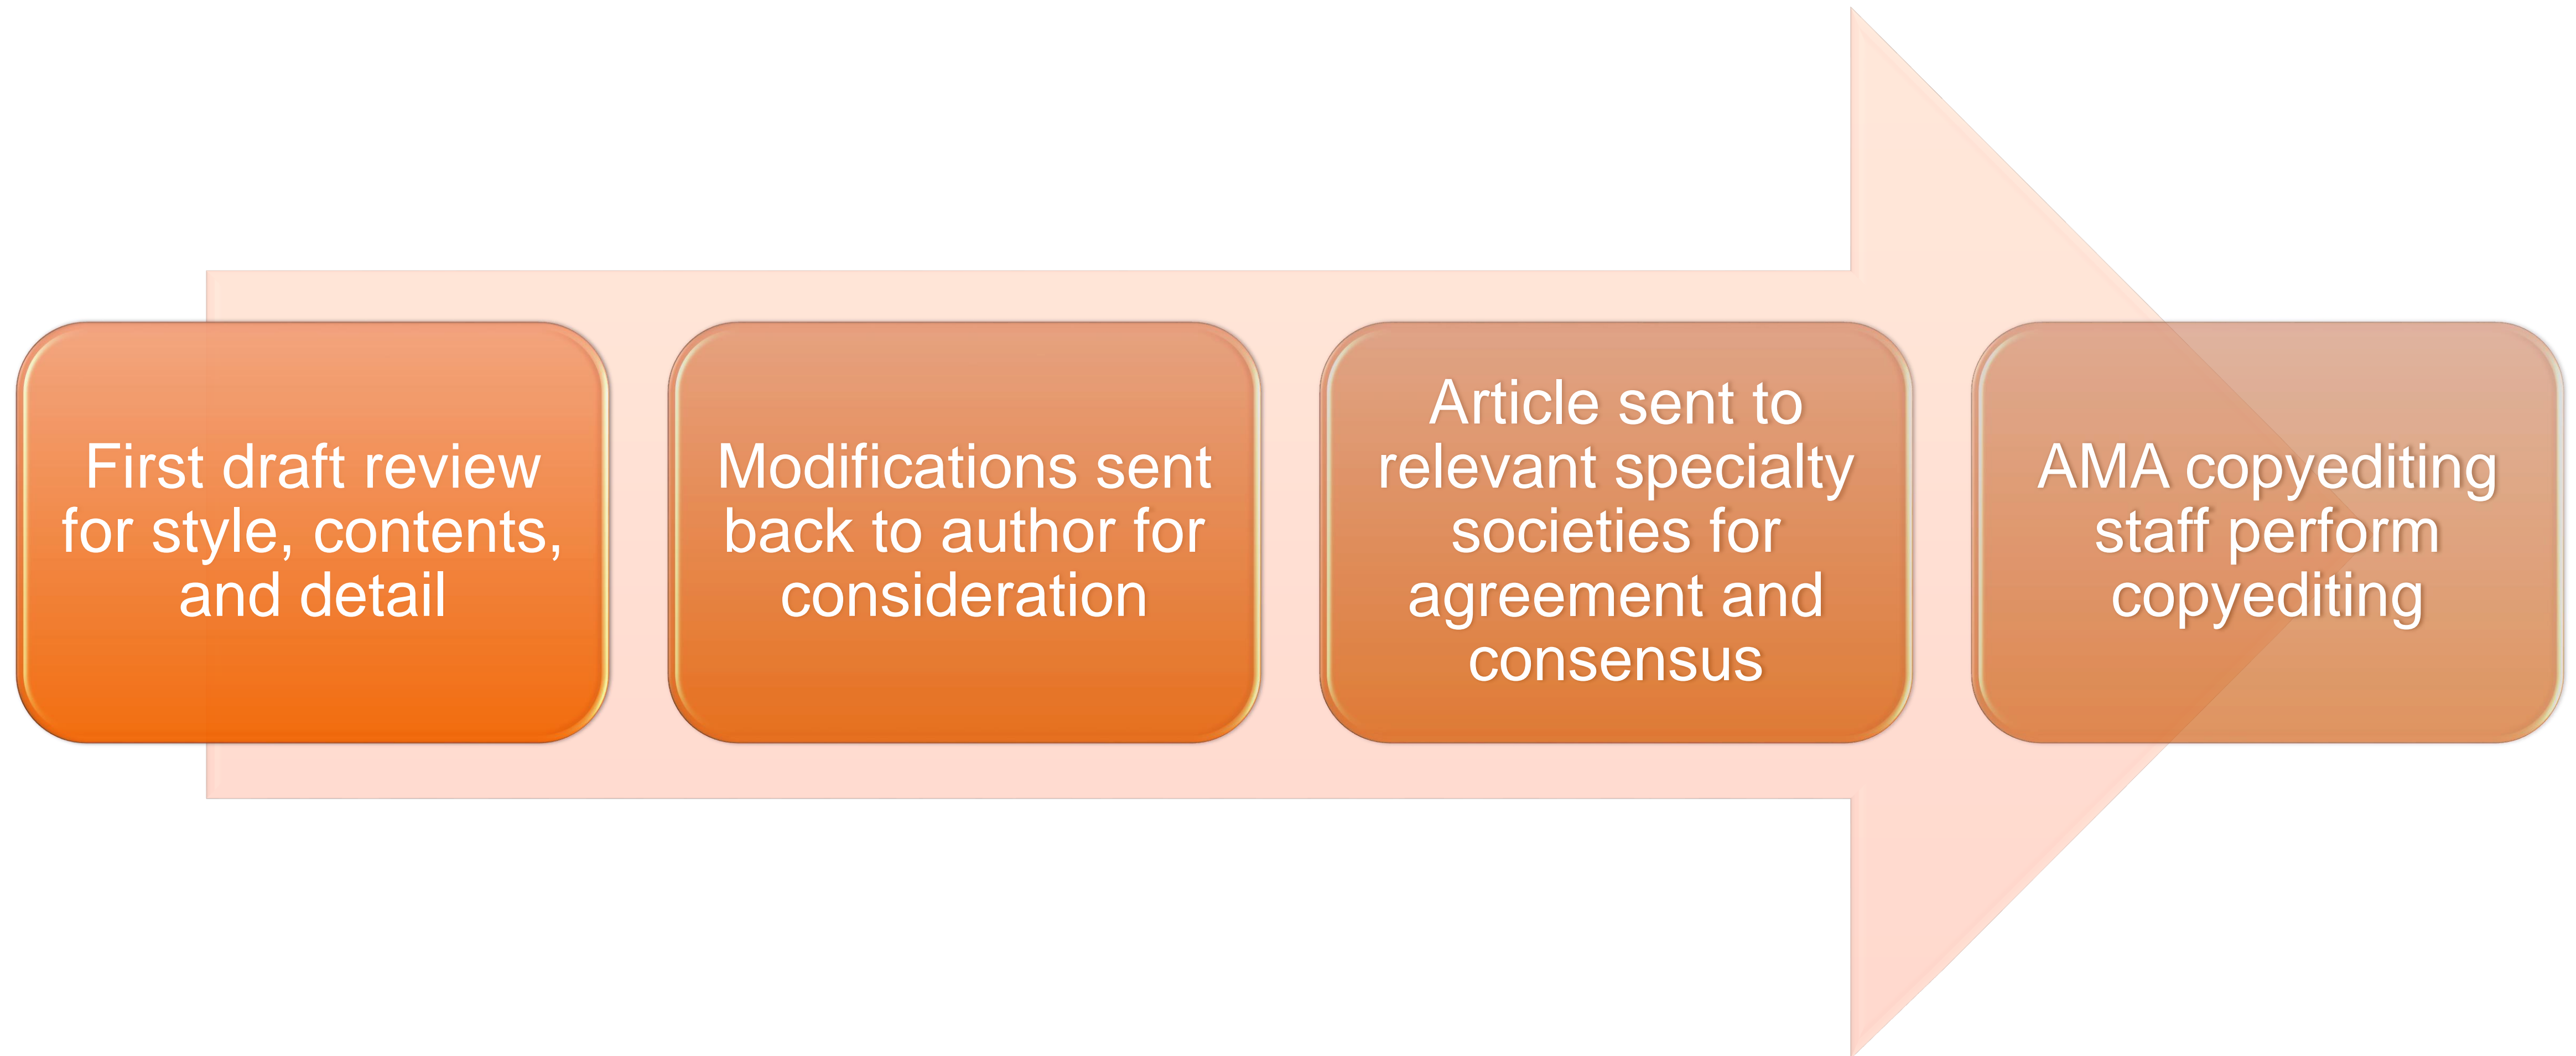 First draft review
for style, contents,
and detail
Modifications sent
back to author for
consideration
Article sent to
relevant specialty
societies for
agreement and
consensus
AMA copyediting
staff perform
copyediting